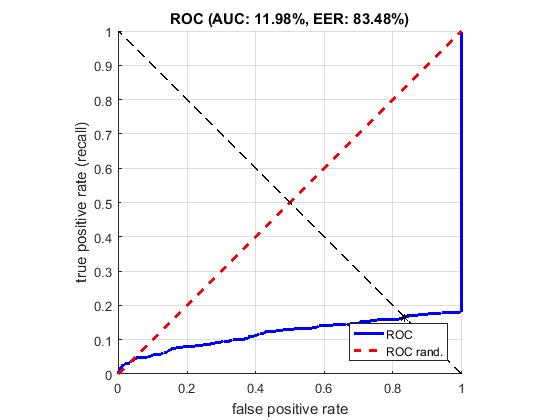 ROC (AUC: 11.98%, EER: 83.48%)
1
0.9
0.8
0.7
0.6
0.5
0.4
0.3
0.2
0.1
0
true positive rate (recall)
ROC
ROC rand.
0 0.2 0.4 0.6 0.8 1
false positive rate